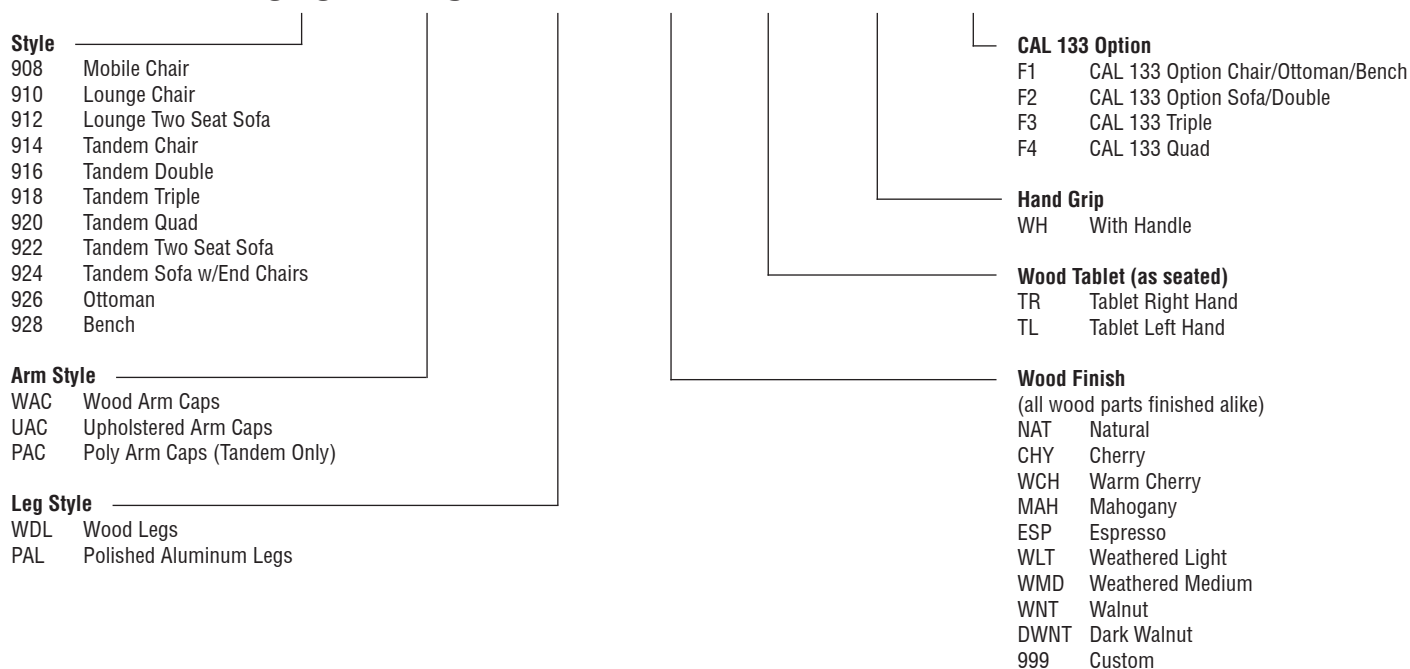 Style
908 Mobile Chair
910 Lounge Chair
912 Lounge Two Seat Sofa
914 Tandem Chair
916 Tandem Double
918 Tandem Triple
920 Tandem Quad
922 Tandem Two Seat Sofa
924 Tandem Sofa w/End Chairs
926 Ottoman
928 Bench
Arm Style
WAC Wood Arm Caps
UAC Upholstered Arm Caps
PAC Poly Arm Caps (Tandem Only)
Leg Style
WDL Wood Legs
PAL Polished Aluminum Legs
CAL 133 Option
F1 CAL 133 Option Chair/Ottoman/Bench
F2 CAL 133 Option Sofa/Double
F3 CAL 133 Triple
F4 CAL 133 Quad
Hand Grip
WH With Handle
Wood Tablet (as seated)
TR Tablet Right Hand
TL Tablet Left Hand
Wood Finish
(all wood parts finished alike)
NAT Natural
CHY Cherry
WCH Warm Cherry
MAH Mahogany
ESP Espresso
WLT Weathered Light
WMD Weathered Medium
WNT Walnut
DWNT Dark Walnut
999 Custom